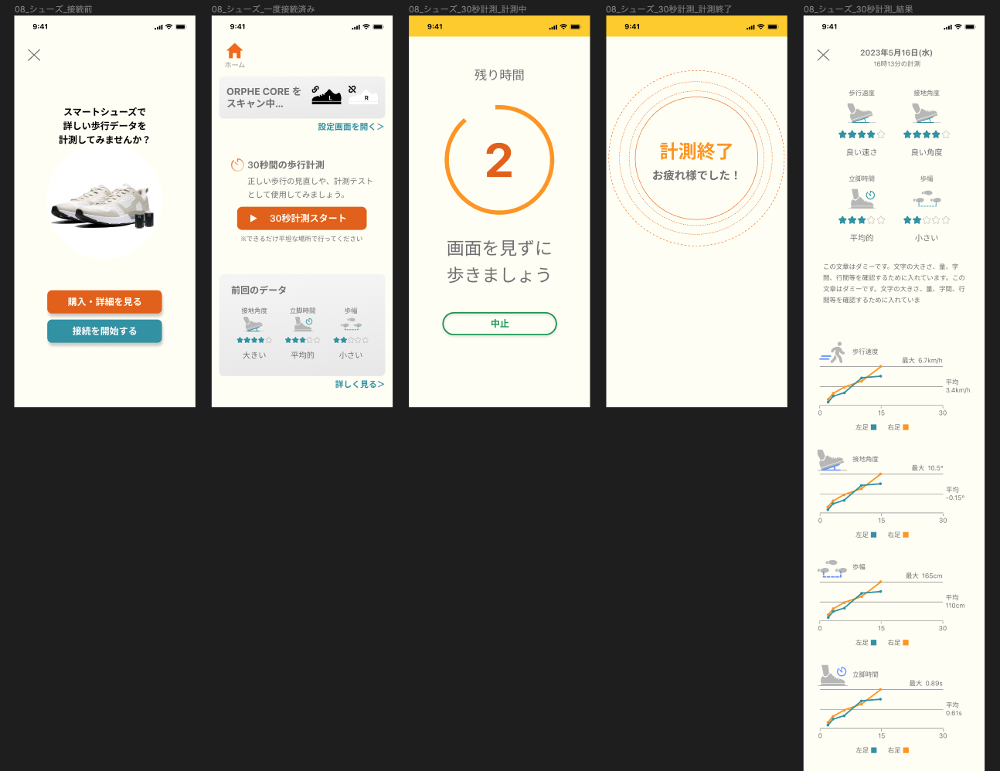 08_シューズ_接続前
9:41
スマートシューズで
詳しい歩行データを
計測してみませんか？
購入・詳細を見る
接続を開始する
08_シューズ_一度接続済み
9:41
ホーム
ORPHE CORE を
スキャン中...
L
R
設定画面を開く＞
30秒間の歩行計測
正しい歩行の見直しや、計測テスト
として使用してみましょう。
30秒計測スタート
※できるだけ平坦な場所で行ってください
前回のデータ
接地角度
立脚時間
歩幅
大きい
平均的
小さい
詳しく見る＞
08_シューズ_30秒計測_計測中
9:41
残り時間
2
画面を見ずに
歩きましょう
中止
08_シューズ_30秒計測_計測終了
9:41
計測終了
お疲れ様でした！
08_シューズ_30秒計測_結果
9:41
2023年5月16日(水)
16時13分の計測
歩行速度
接地角度
良い速さ
良い角度
立脚時間
歩幅
平均的
小さい
この文章はダミーです。文字の大きさ、量、字
間、行間等を確認するために入れています。この
文章はダミーです。文字の大きさ、量、字間、行
間等を確認するために入れていま
歩行速度
最大 6.7km/h
平均
3.4km/h
0 15 30
左足 右足
接地角度
最大 10.5°
平均
-0.15°
0 15 30
左足 右足
歩幅
最大 165cm
平均
110cm
0 15 30
左足 右足
立脚時間
最大 0.89s
平均
0.61s
0 15 30
左足 右足